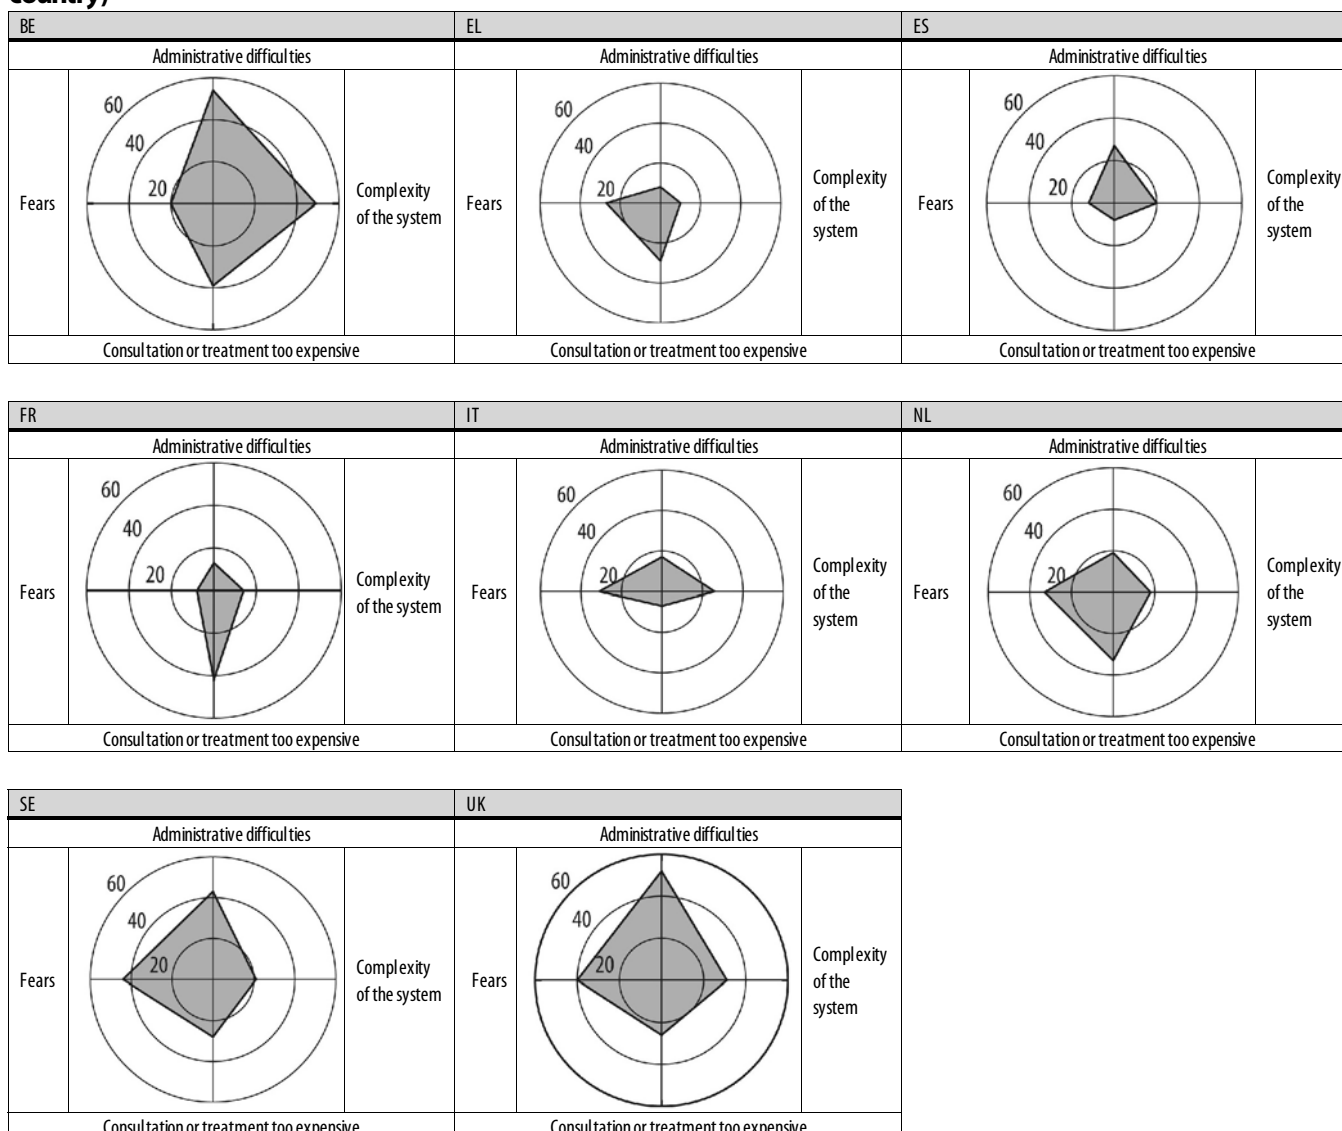 country)
BE EL ES
Administrative difficulties Administrative difficulties Administrative difficulties
60 60 60
40 40 40
20 20 20
Fears Complexity of the system Fears Complexity of the system Fears Complexity of the system
Consultation or treatment too expensive Consultation or treatment too expensive Consultation or treatment too expensive
FR IT NL
Administrative difficulties Administrative difficulties Administrative difficulties
60 60 60
40 40 40
20 20 20
Fears Complexity of the system Fears Complexity of the system Fears Complexity of the system
Consultation or treatment too expensive Consultation or treatment too expensive Consultation or treatment too expensive
SE UK
Administrative difficulties Administrative difficulties
60 60
40 40
20 20
Fears Complexity of the system Fears Complexity of the system
Consultation or treatment too expensive Consultation or treatment too expensive